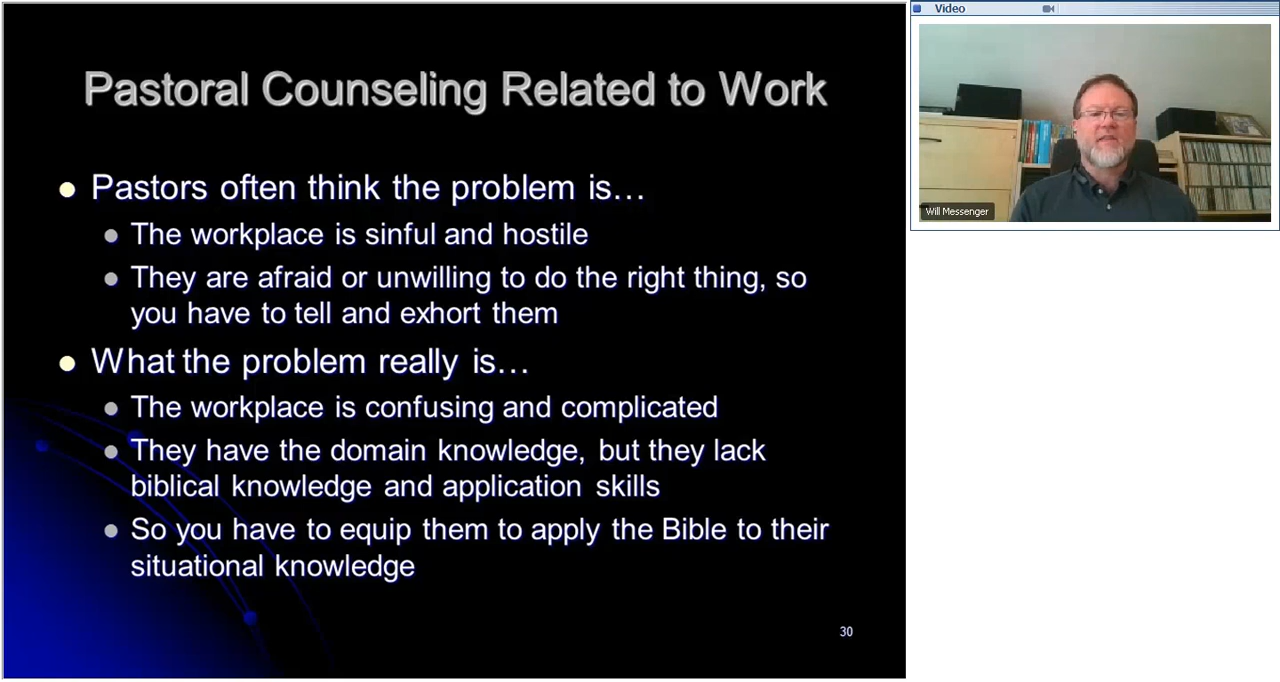 Pastoral Counseling Related to Work
Pastors often think the problem is…
The workplace is sinful and hostile
They are afraid or unwilling to do the right thing, so
you have to tell and exhort them
What the problem really is…
The workplace is confusing and complicated
They have the domain knowledge, but they lack
biblical knowledge and application skills
So you have to equip them to apply the Bible to their
situational knowledge
30
Video
Will Messenger